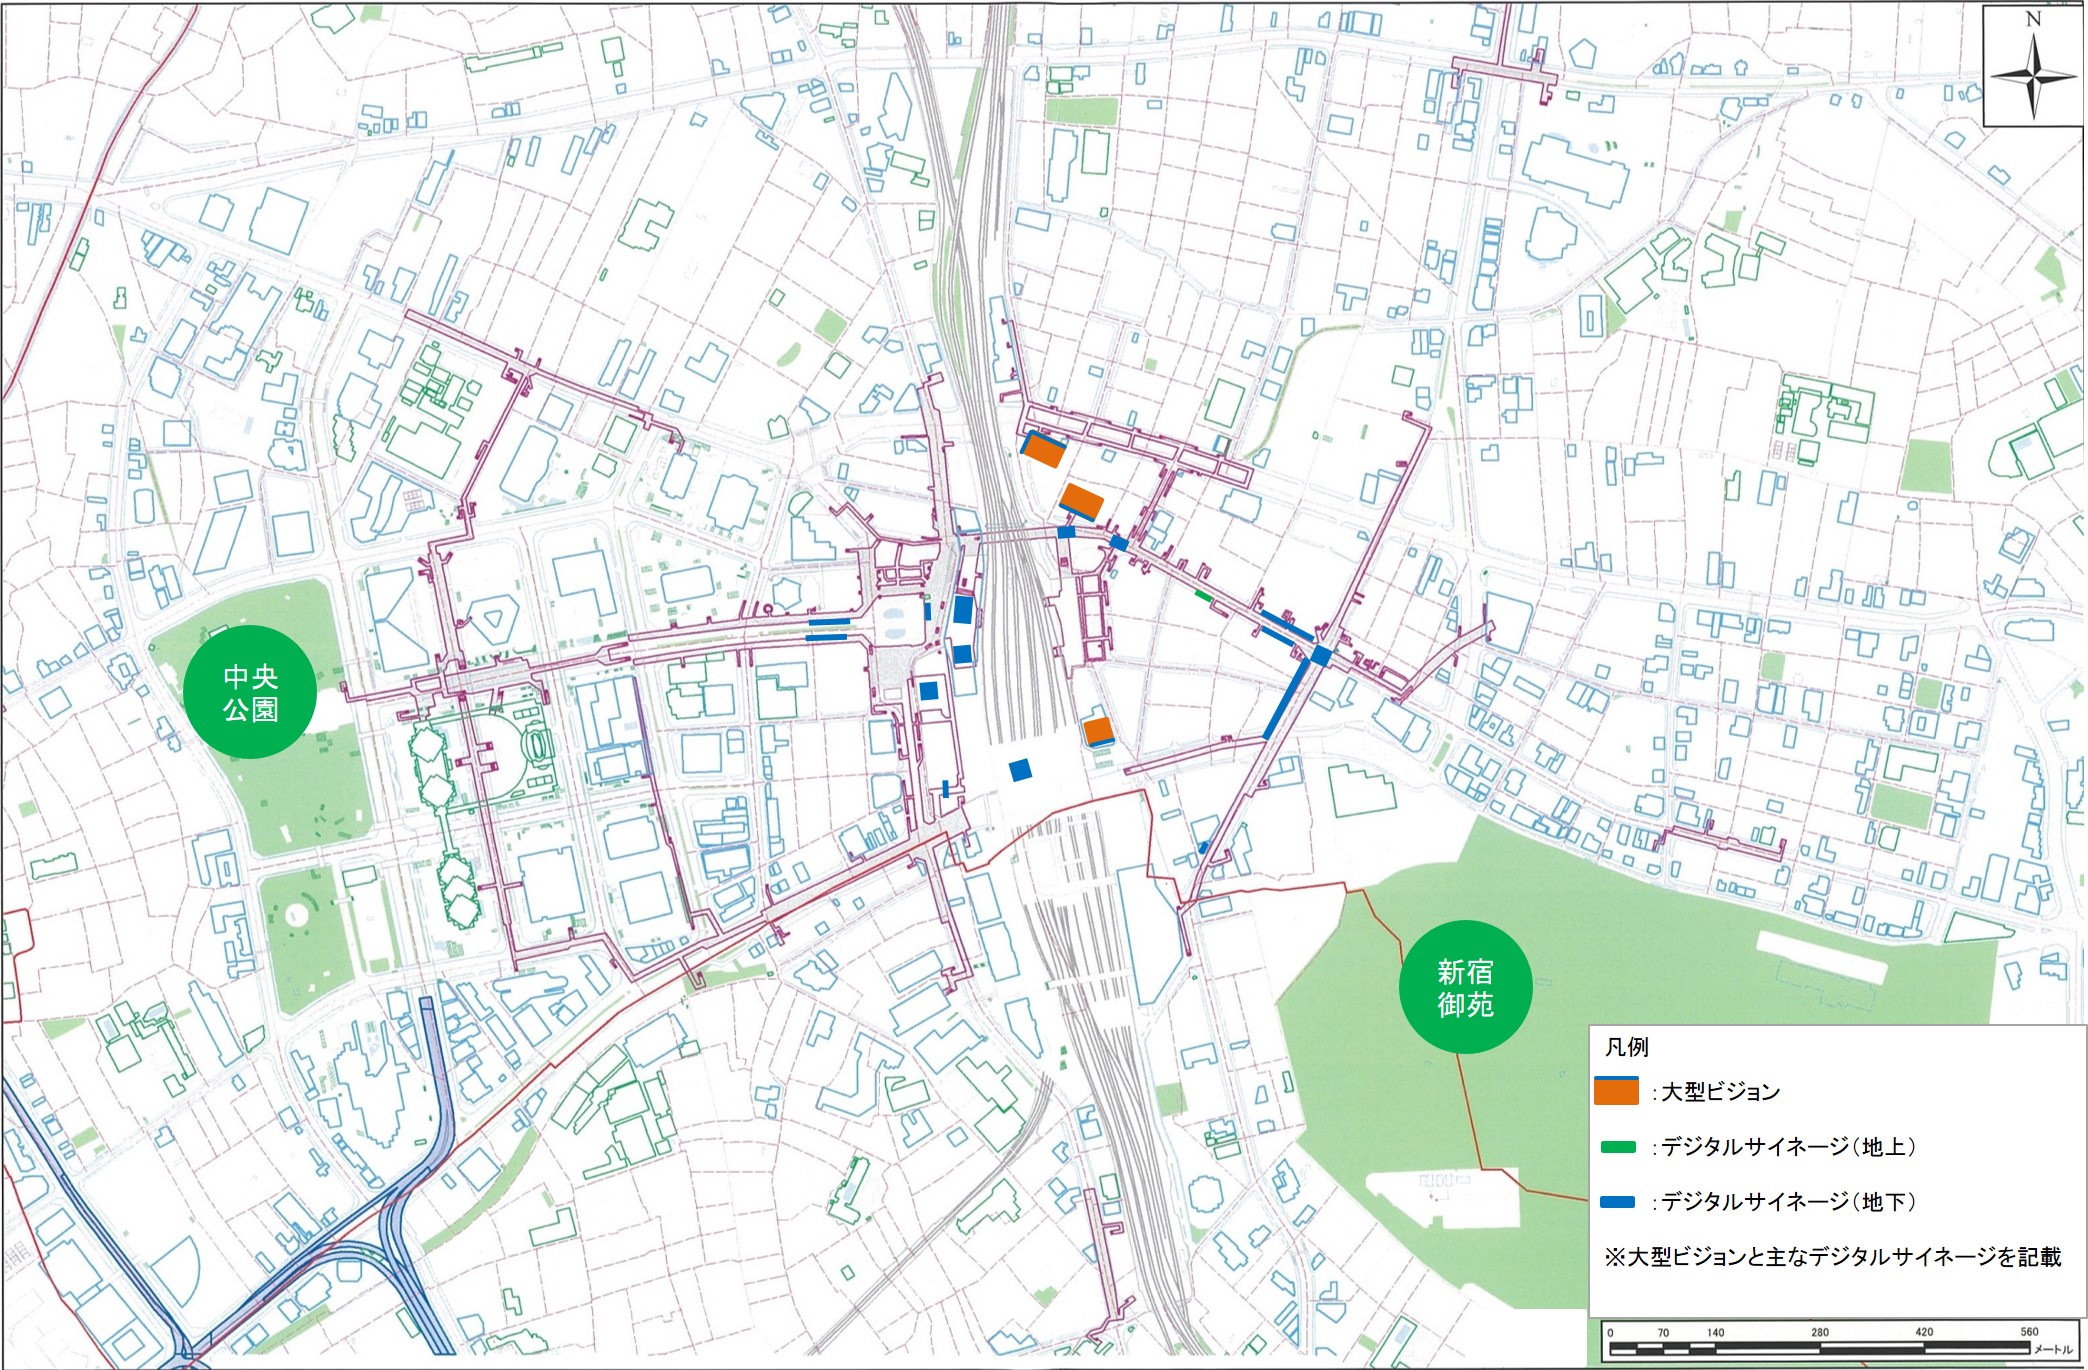 N
中央
公園
新宿
御苑
凡例
：大型ビジョン
：デジタルサイネージ（地上）
：デジタルサイネージ（地下）
※大型ビジョンと主なデジタルサイネージを記載
0 70 140 280 420 560
メートル